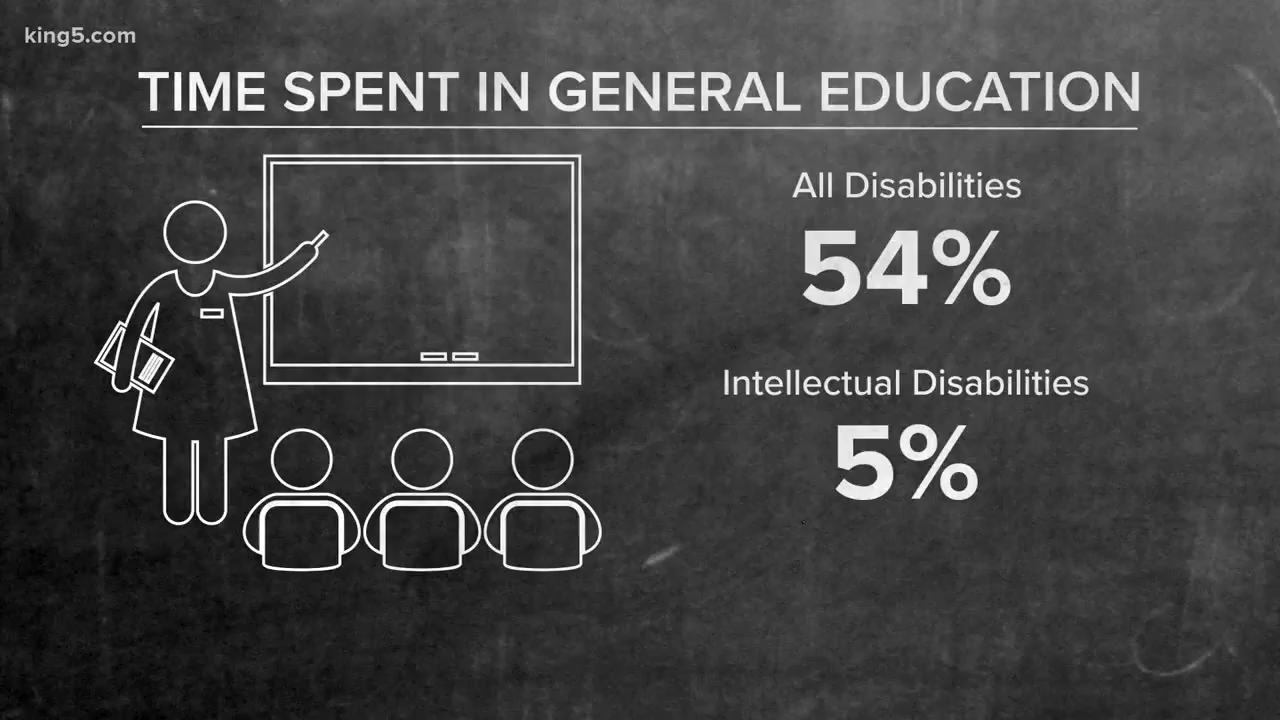 king5.com
TIME SPENT IN GENERAL EDUCATION
All Disabilities
54%
Intellectual Disabilities
5%